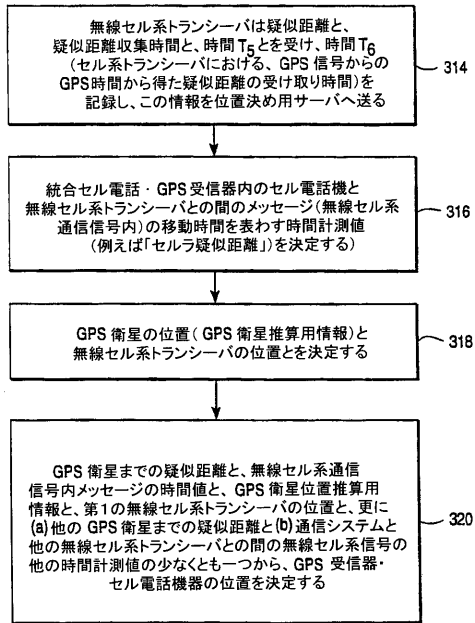 無線セル系トランシーバは疑似距離と、
疑似距離収集時間と、時間T5とを受け、時間T6
(セル系トランシーバにおける、GPS 信号からの
GPS時間から得た疑似距離の受け取り時間)を
記録し、この情報を位置決め用サーバへ送る
314
統合セル電話・GPS受信器内のセル電話機と
無線セル系トランシーバとの間のメッセージ(無線セル系
通信信号内)の移動時間を表わす時間計測値
(例えば「セルラ疑似距離」)を決定する)
316
GPS衛星の位置( GPS衛星推算用情報)と
無線セル系トランシーバの位置とを決定する
318
GPS 衛星までの疑似距離と、無線セル系通信
信号内メッセージの時間値と、GPS 衛星位置推算用
情報と、第1の無線セル系トランシーバの位置と、更に
(a)他の GPS 衛星までの疑似距離と(b)通信システムと
他の無線セル系トランシーバとの間の無線セル系信号の
他の時間計測値の少なくとも一つから、GPS 受信器・
セル電話機器の位置を決定する
320